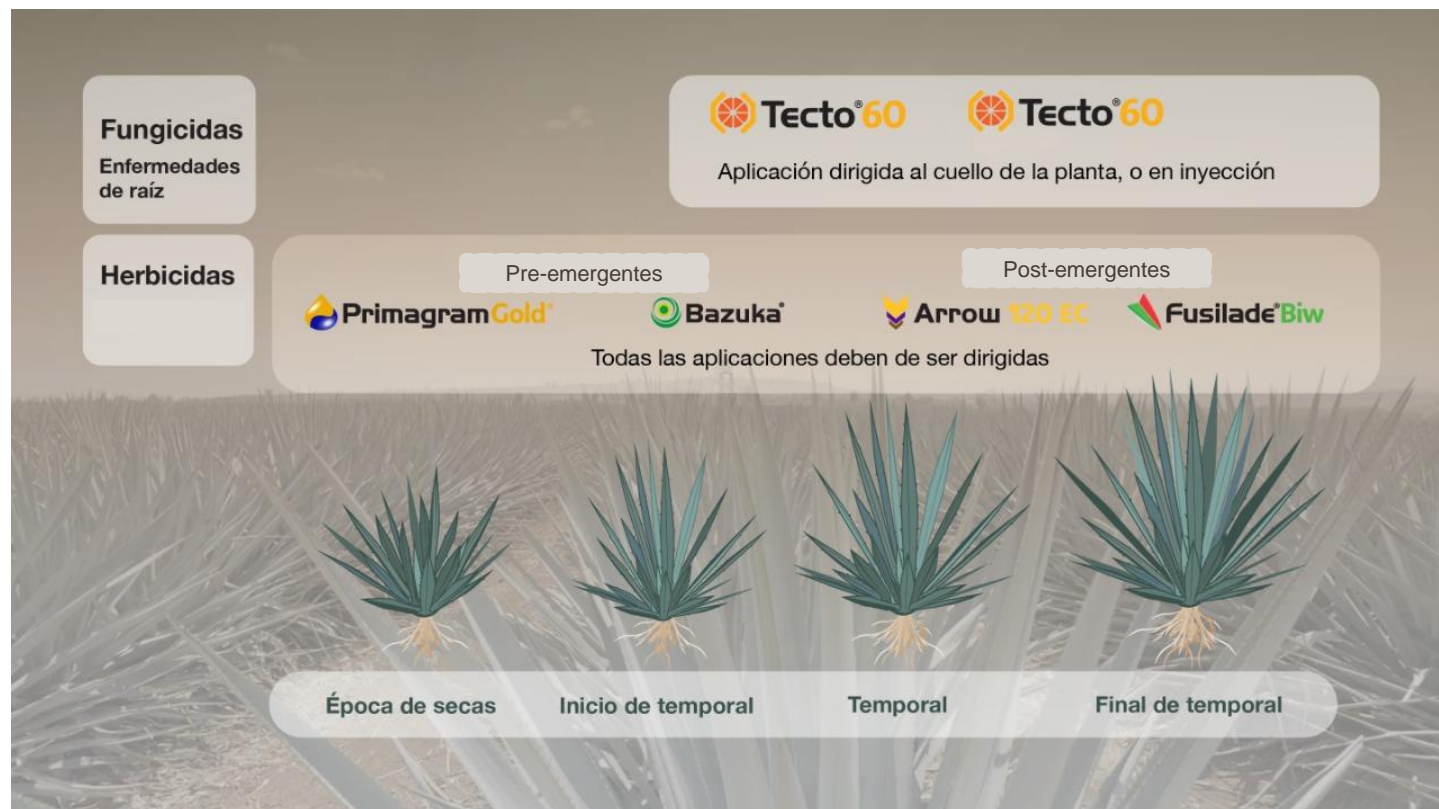 Fungicidas
Enfermedades
de raíz
Tecto®60
Tecto®60
Aplicación dirigida al cuello de la planta, o en inyección
Herbicidas
Pre-emergentes
Post-emergentes
PrimagramGold®
Bazuka®
Arrow 120 EC
Fusilade®Biw
Todas las aplicaciones deben de ser dirigidas
Época de secas
Inicio de temporal
Temporal
Final de temporal